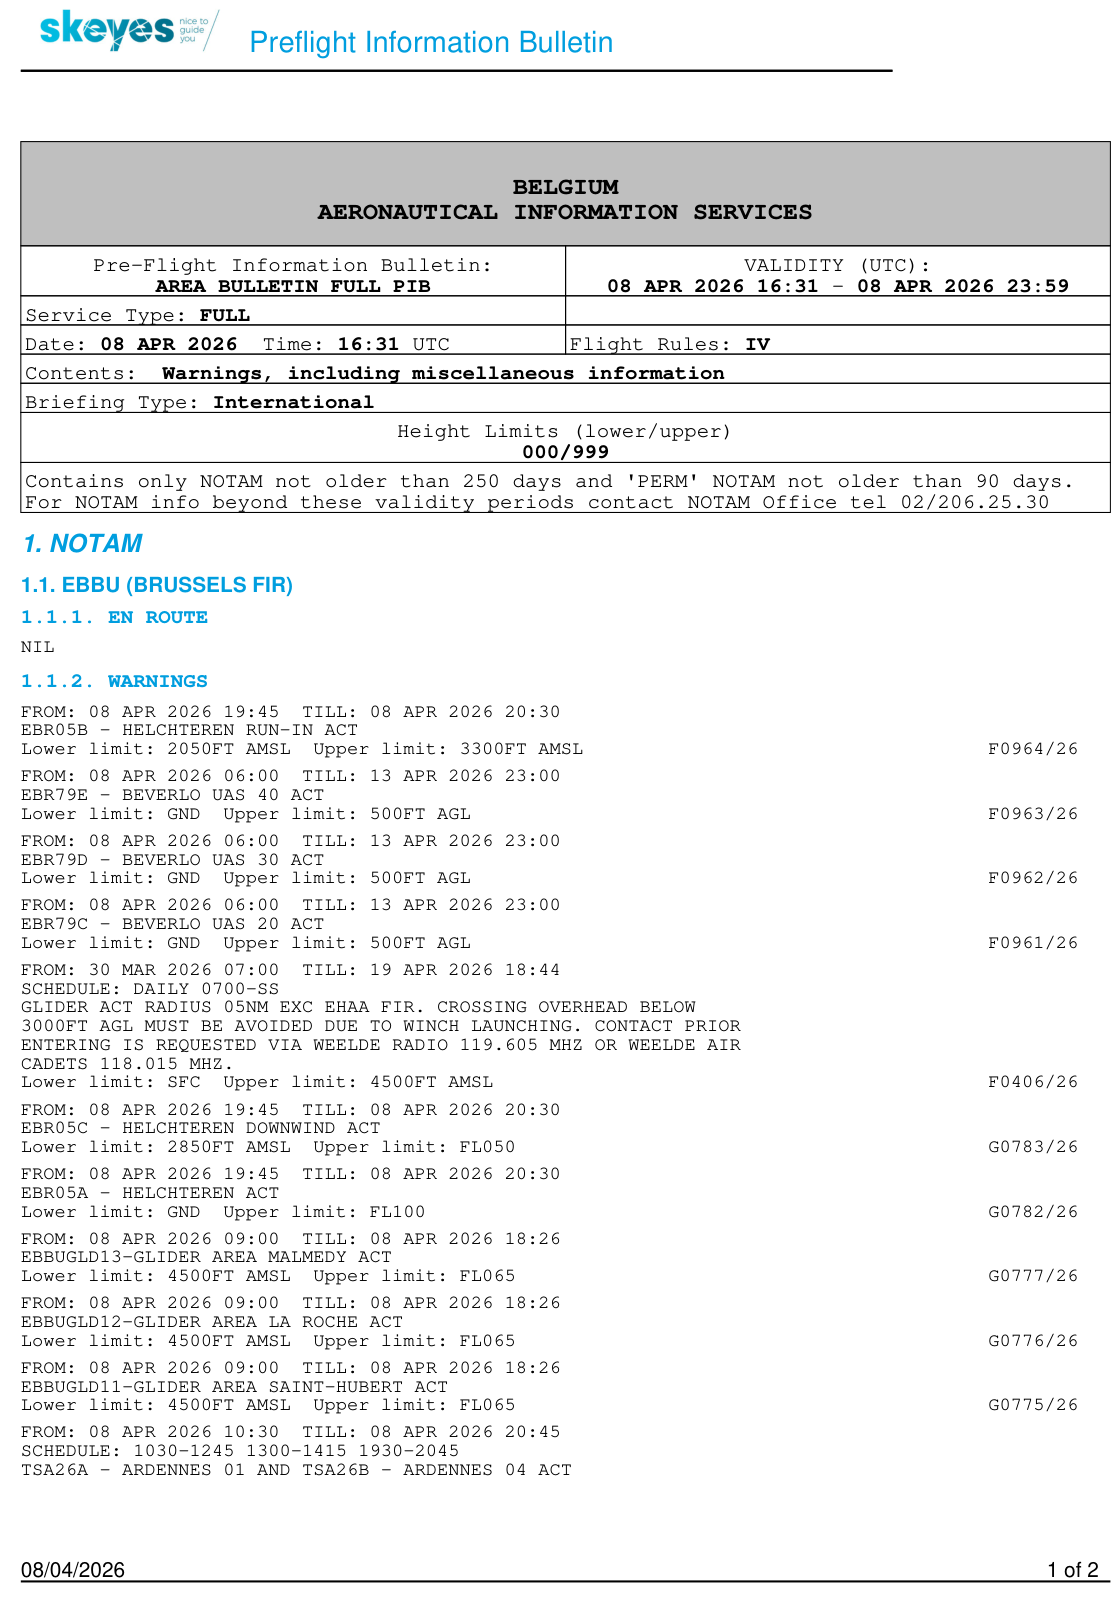 skeyes nice to
guide
you
Preflight Information Bulletin
BELGIUM
AERONAUTICAL INFORMATION SERVICES
Pre-Flight Information Bulletin:
AREA BULLETIN FULL PIB
VALIDITY (UTC):
08 APR 2026 16:31 - 08 APR 2026 23:59
Service Type: FULL
Date: 08 APR 2026  Time: 16:31 UTC
Flight Rules: IV
Contents:  Warnings, including miscellaneous information
Briefing Type: International
Height Limits (lower/upper)
000/999
Contains only NOTAM not older than 250 days and 'PERM' NOTAM not older than 90 days.
For NOTAM info beyond these validity periods contact NOTAM Office tel 02/206.25.30
1. NOTAM
1.1. EBBU (BRUSSELS FIR)
1.1.1. EN ROUTE
NIL
1.1.2. WARNINGS
FROM: 08 APR 2026 19:45  TILL: 08 APR 2026 20:30
EBR05B - HELCHTEREN RUN-IN ACT
Lower limit: 2050FT AMSL  Upper limit: 3300FT AMSL F0964/26
FROM: 08 APR 2026 06:00  TILL: 13 APR 2026 23:00
EBR79E - BEVERLO UAS 40 ACT
Lower limit: GND  Upper limit: 500FT AGL F0963/26
FROM: 08 APR 2026 06:00  TILL: 13 APR 2026 23:00
EBR79D - BEVERLO UAS 30 ACT
Lower limit: GND  Upper limit: 500FT AGL F0962/26
FROM: 08 APR 2026 06:00  TILL: 13 APR 2026 23:00
EBR79C - BEVERLO UAS 20 ACT
Lower limit: GND  Upper limit: 500FT AGL F0961/26
FROM: 30 MAR 2026 07:00  TILL: 19 APR 2026 18:44
SCHEDULE: DAILY 0700-SS
GLIDER ACT RADIUS 05NM EXC EHAA FIR. CROSSING OVERHEAD BELOW
3000FT AGL MUST BE AVOIDED DUE TO WINCH LAUNCHING. CONTACT PRIOR
ENTERING IS REQUESTED VIA WEELDE RADIO 119.605 MHZ OR WEELDE AIR
CADETS 118.015 MHZ.
Lower limit: SFC  Upper limit: 4500FT AMSL F0406/26
FROM: 08 APR 2026 19:45  TILL: 08 APR 2026 20:30
EBR05C - HELCHTEREN DOWNWIND ACT
Lower limit: 2850FT AMSL  Upper limit: FL050 G0783/26
FROM: 08 APR 2026 19:45  TILL: 08 APR 2026 20:30
EBR05A - HELCHTEREN ACT
Lower limit: GND  Upper limit: FL100 G0782/26
FROM: 08 APR 2026 09:00  TILL: 08 APR 2026 18:26
EBBUGLD13-GLIDER AREA MALMEDY ACT
Lower limit: 4500FT AMSL  Upper limit: FL065 G0777/26
FROM: 08 APR 2026 09:00  TILL: 08 APR 2026 18:26
EBBUGLD12-GLIDER AREA LA ROCHE ACT
Lower limit: 4500FT AMSL  Upper limit: FL065 G0776/26
FROM: 08 APR 2026 09:00  TILL: 08 APR 2026 18:26
EBBUGLD11-GLIDER AREA SAINT-HUBERT ACT
Lower limit: 4500FT AMSL  Upper limit: FL065 G0775/26
FROM: 08 APR 2026 10:30  TILL: 08 APR 2026 20:45
SCHEDULE: 1030-1245 1300-1415 1930-2045
TSA26A - ARDENNES 01 AND TSA26B - ARDENNES 04 ACT
08/04/2026 1 of 2